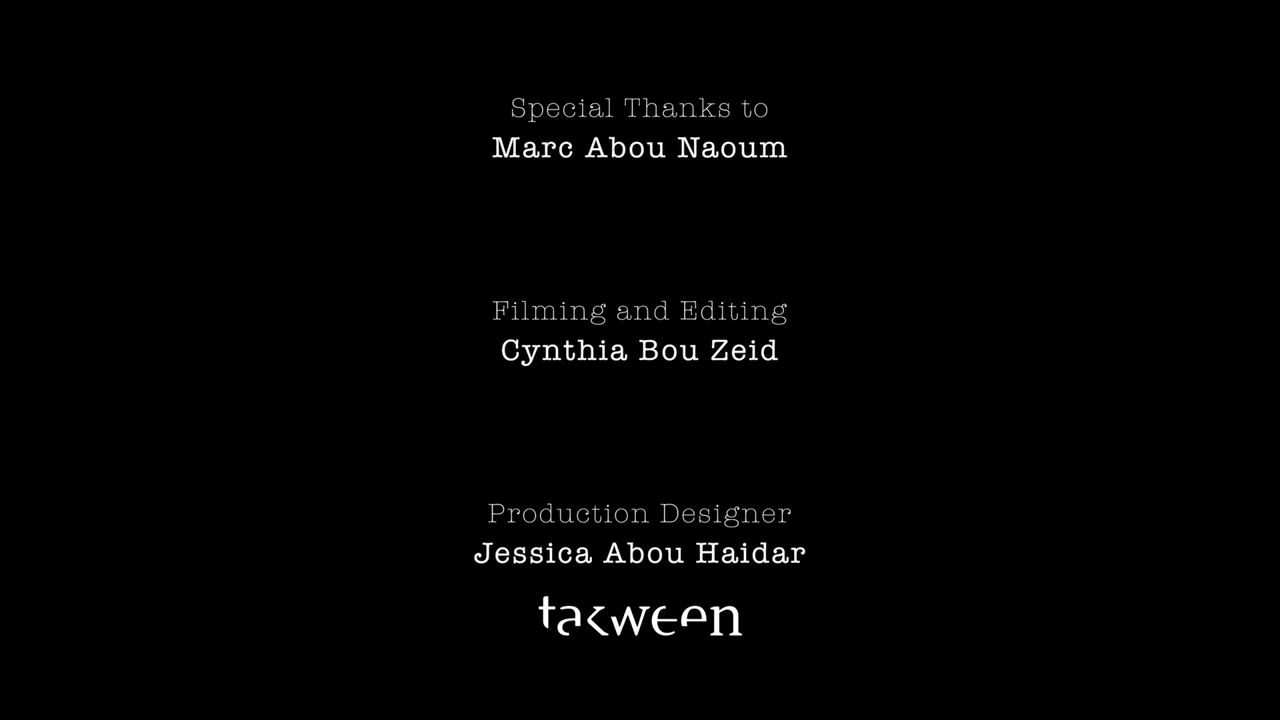 Special Thanks to
Marc Abou Naoum
Filming and Editing
Cynthia Bou Zeid
Production Designer
Jessica Abou Haidar
takween